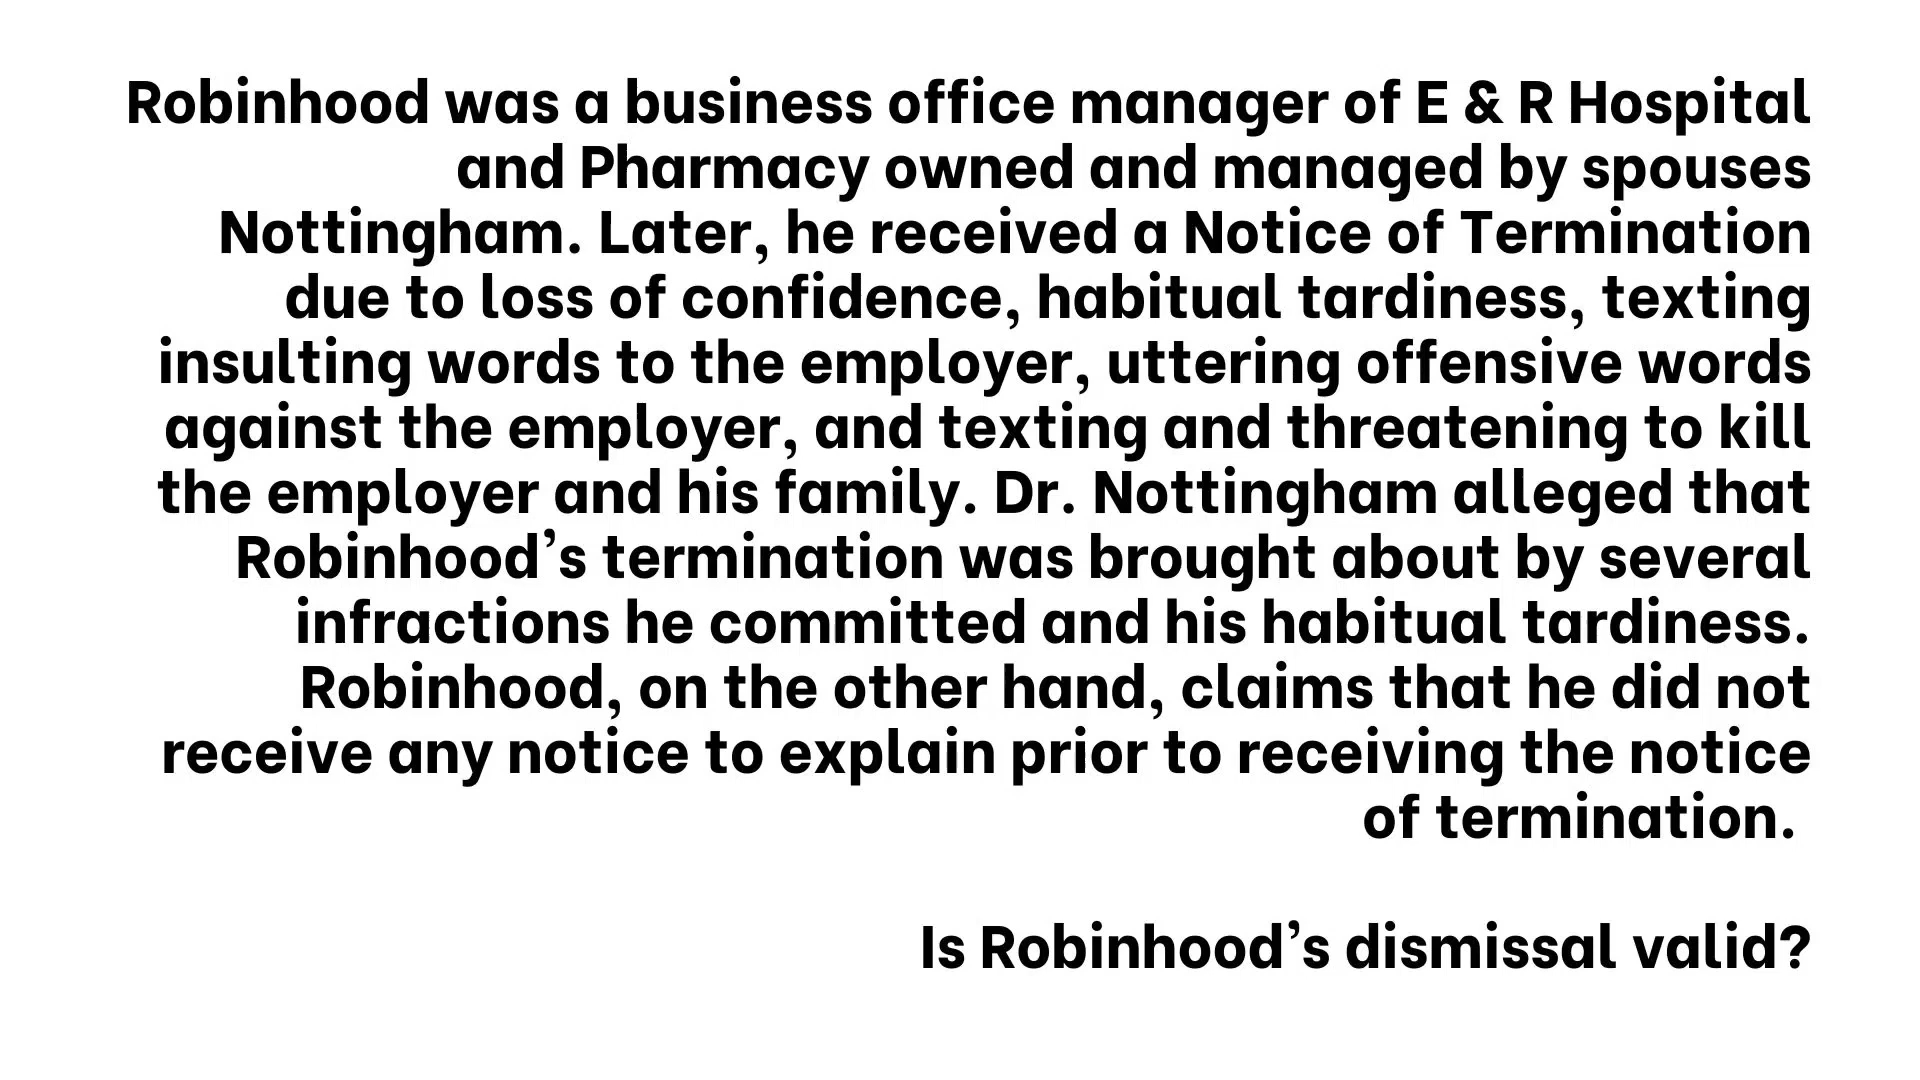 Robinhood was a business office manager of E & R Hospital
and Pharmacy owned and managed by spouses
Nottingham. Later, he received a Notice of Termination
due to loss of confidence, habitual tardiness, texting
insulting words to the employer, uttering offensive words
against the employer, and texting and threatening to kill
the employer and his family. Dr. Nottingham alleged that
Robinhood’s termination was brought about by several
infractions he committed and his habitual tardiness.
Robinhood, on the other hand, claims that he did not
receive any notice to explain prior to receiving the notice
of termination.
Is Robinhood’s dismissal valid?